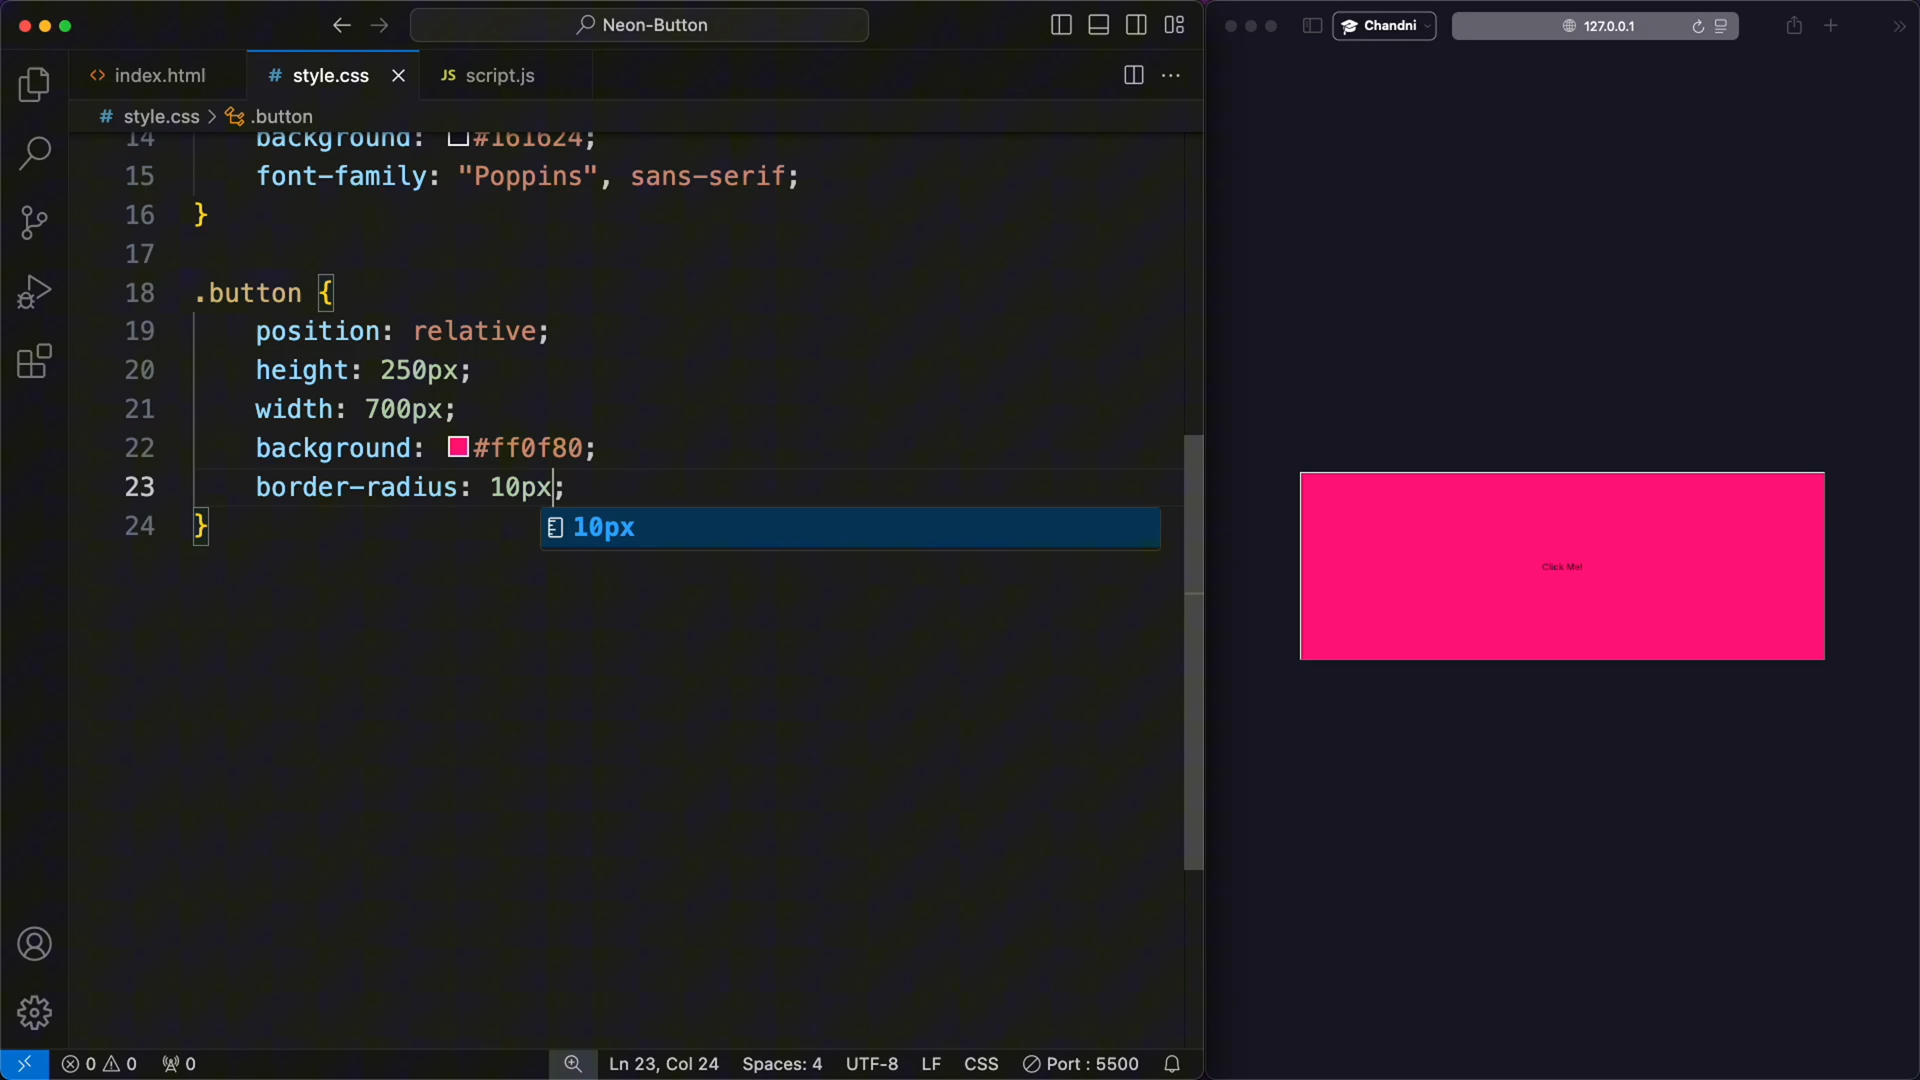 Neon-Button
Chandni
127.0.0.1
index.html
# style.css
JS script.js
# style.css > .button
14 background: #161624;
15 font-family: "Poppins", sans-serif;
16 }
17
18 .button {
19 position: relative;
20 height: 250px;
21 width: 700px;
22 background: #ff0f80;
23 border-radius: 10px;
24 }
10px
Click Me!
0 0 0 Ln 23, Col 24 Spaces: 4 UTF-8 LF CSS Port : 5500